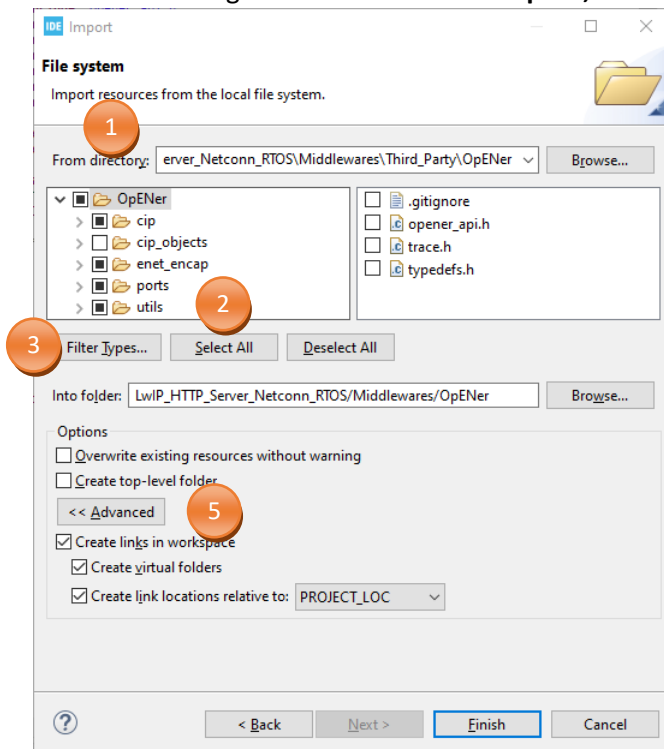 IDE Import
File system
Import resources from the local file system.
1
From directory: erver_Netconn_RTOS\Middlewares\Third_Party\OpENer Browse...
OpENer
cip
cip_objects
enet_encap
ports
utils
.gitignore
opener_api.h
trace.h
typedefs.h
2
3
Filter Types... Select All Deselect All
Into folder: LwIP_HTTP_Server_Netconn_RTOS/Middlewares/OpENer Browse...
Options
Overwrite existing resources without warning
Create top-level folder
<< Advanced
5
Create links in workspace
Create virtual folders
Create link locations relative to: PROJECT_LOC
? < Back Next > Finish Cancel